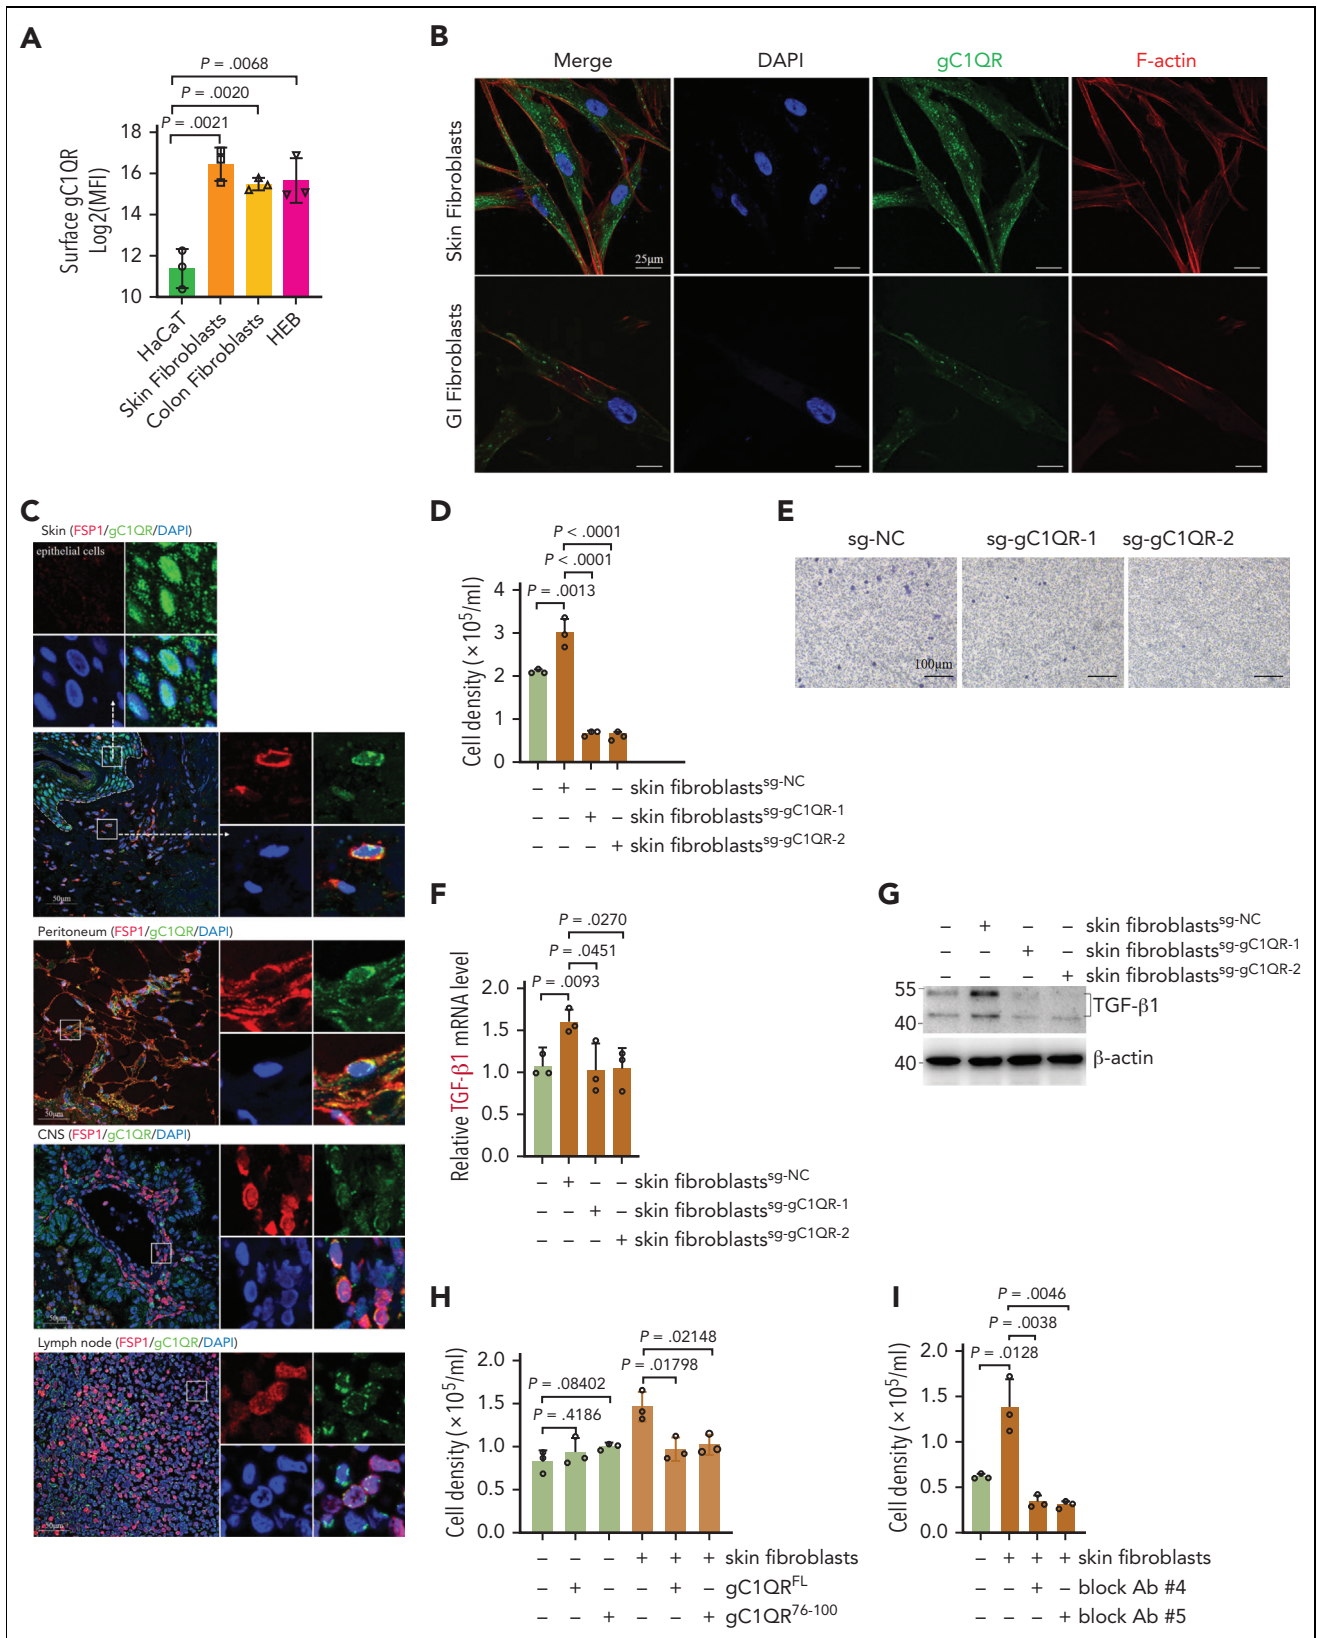 A
P = .0068
P = .0020
P = .0021
Surface gC1QR
Log2(MFI)
18
16
14
12
10
HaCaT
Skin Fibroblasts
Colon Fibroblasts
HEB
B
Merge
DAPI
gC1QR
F-actin
Skin Fibroblasts
25μm
GI Fibroblasts
C
Skin (FSP1/gC1QR/DAPI)
epithelial cells
50μm
Peritoneum (FSP1/gC1QR/DAPI)
50μm
CNS (FSP1/gC1QR/DAPI)
50μm
Lymph node (FSP1/gC1QR/DAPI)
50μm
D
P < .0001
P < .0001
P = .0013
Cell density (×10⁵/ml)
4
3
2
1
0
– + – – skin fibroblasts^sg-NC
– – + – skin fibroblasts^sg-gC1QR-1
– – – + skin fibroblasts^sg-gC1QR-2
E
sg-NC
sg-gC1QR-1
sg-gC1QR-2
100μm
F
P = .0270
P = .0451
P = .0093
Relative TGF-β1 mRNA level
2.0
1.5
1.0
0.5
0.0
– + – – skin fibroblasts^sg-NC
– – + – skin fibroblasts^sg-gC1QR-1
– – – + skin fibroblasts^sg-gC1QR-2
G
– + – – skin fibroblasts^sg-NC
– – + – skin fibroblasts^sg-gC1QR-1
– – – + skin fibroblasts^sg-gC1QR-2
55
40
TGF-β1
40
β-actin
H
P = .02148
P = .01798
P = .08402
P = .4186
Cell density (×10⁵/ml)
2.0
1.5
1.0
0.5
0.0
– – – + + + skin fibroblasts
– + – – + – gC1QR^FL
– – + – – + gC1QR^76-100
I
P = .0046
P = .0038
P = .0128
Cell density (×10⁵/ml)
2.0
1.5
1.0
0.5
0.0
– + + + skin fibroblasts
– – + – block Ab #4
– – – + block Ab #5